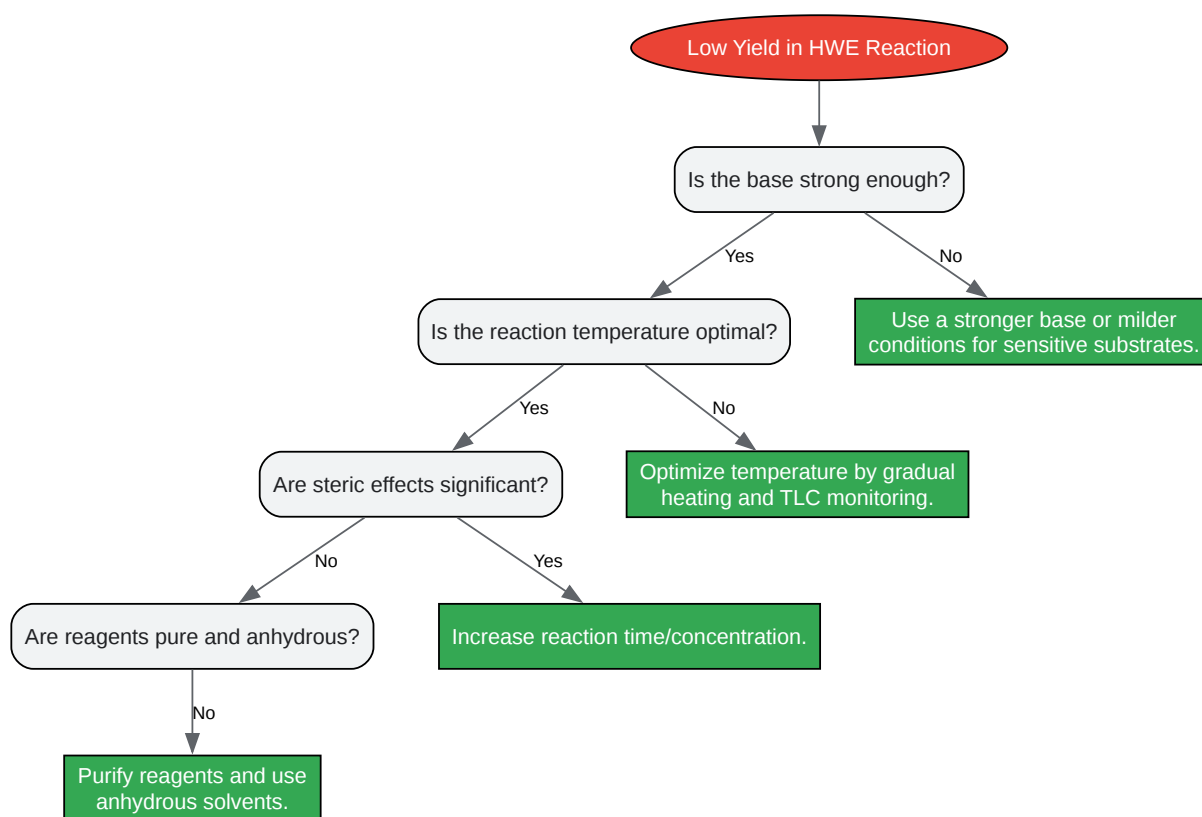 Low Yield in HWE Reaction
Is the base strong enough?
Yes
No
Is the reaction temperature optimal?
Use a stronger base or milder
conditions for sensitive substrates.
Yes
No
Are steric effects significant?
Optimize temperature by gradual
heating and TLC monitoring.
No
Yes
Are reagents pure and anhydrous?
Increase reaction time/concentration.
No
Purify reagents and use
anhydrous solvents.